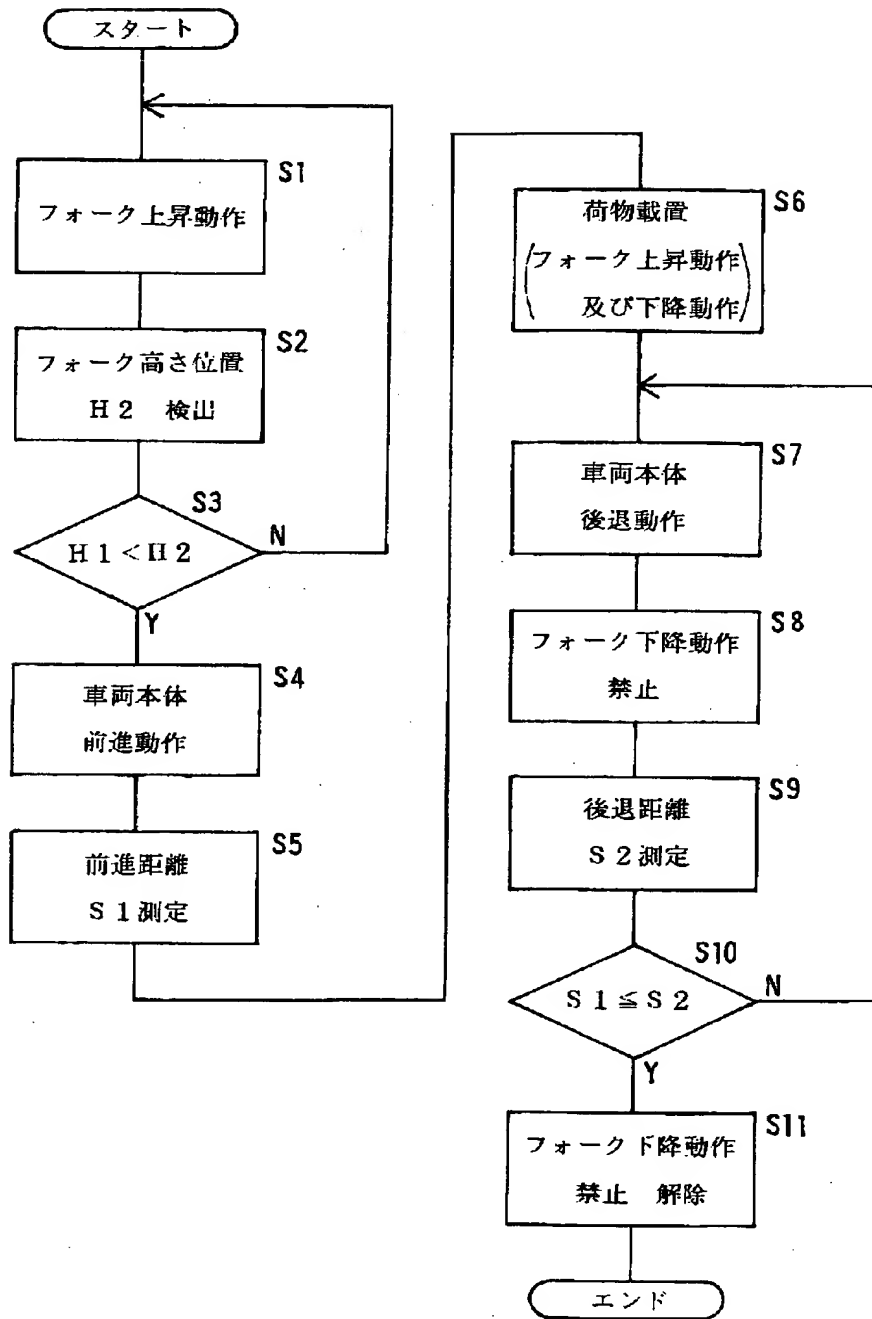 スタート
S1
フォーク上昇動作
S2
フォーク高さ位置
H2 検出
S3
H1<H2
N
Y
S4
車両本体
前進動作
S5
前進距離
S1測定
S6
荷物載置
(フォーク上昇動作
及び下降動作)
S7
車両本体
後退動作
S8
フォーク下降動作
禁止
S9
後退距離
S2測定
S10
S1≦S2
N
Y
S11
フォーク下降動作
禁止 解除
エンド